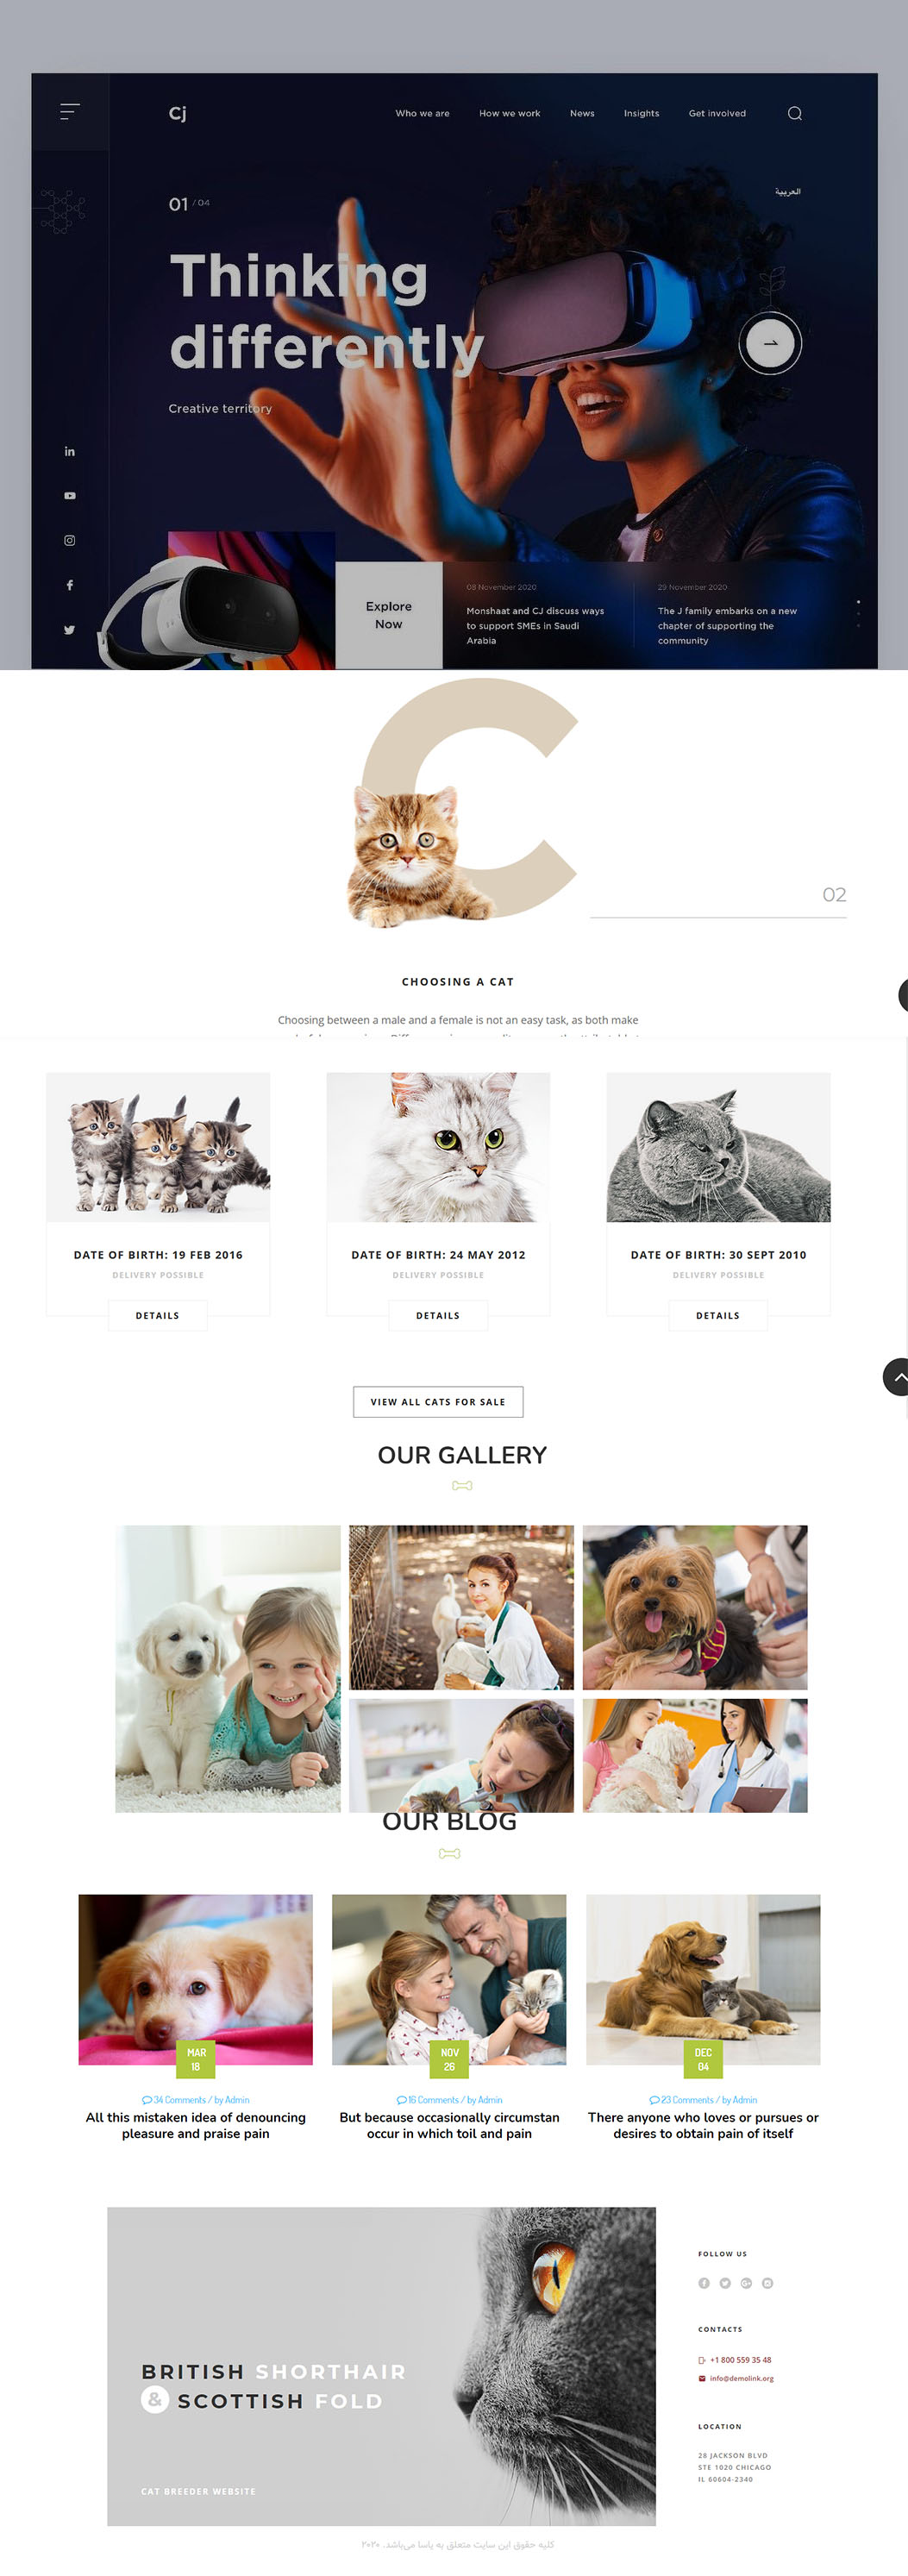 Cj
Who we are
How we work
News
Insights
Get involved
العربية
01 / 04
Thinking
differently
Creative territory
Explore
Now
08 November 2020
Monshaat and CJ discuss ways
to support SMEs in Saudi
Arabia
29 November 2020
The J family embarks on a new
chapter of supporting the
community
C
02
CHOOSING A CAT
Choosing between a male and a female is not an easy task, as both make
DATE OF BIRTH: 19 FEB 2016
DELIVERY POSSIBLE
DETAILS
DATE OF BIRTH: 24 MAY 2012
DELIVERY POSSIBLE
DETAILS
DATE OF BIRTH: 30 SEPT 2010
DELIVERY POSSIBLE
DETAILS
VIEW ALL CATS FOR SALE
OUR GALLERY
OUR BLOG
MAR
18
34 Comments / by Admin
All this mistaken idea of denouncing
pleasure and praise pain
NOV
26
16 Comments / by Admin
But because occasionally circumstan
occur in which toil and pain
DEC
04
23 Comments / by Admin
There anyone who loves or pursues or
desires to obtain pain of itself
BRITISH SHORTHAIR
& SCOTTISH FOLD
CAT BREEDER WEBSITE
FOLLOW US
CONTACTS
+1 800 559 35 48
info@demolink.org
LOCATION
28 JACKSON BLVD
STE 1020 CHICAGO
IL 60604-2340
کلیه حقوق این سایت متعلق به یاسا می‌باشد. ۲۰۲۰